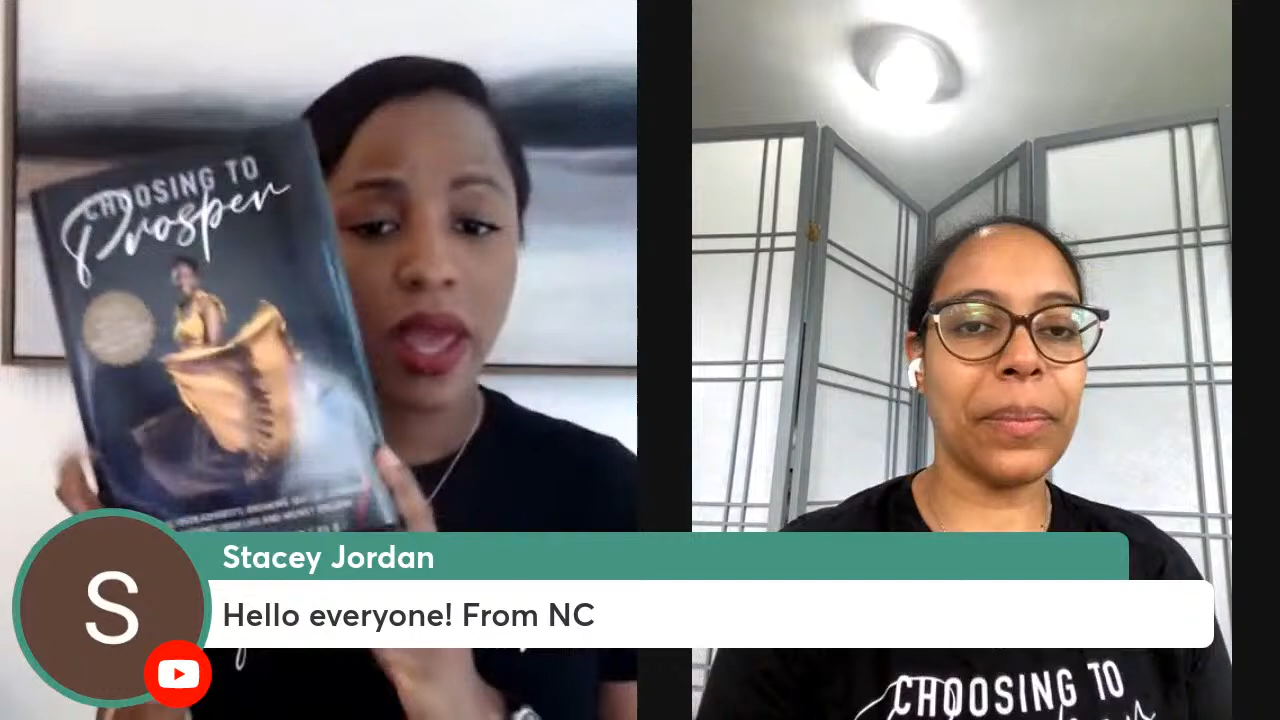 CHOOSING TO
Prosper
Stacey Jordan
Hello everyone! From NC
S
CHOOSING TO